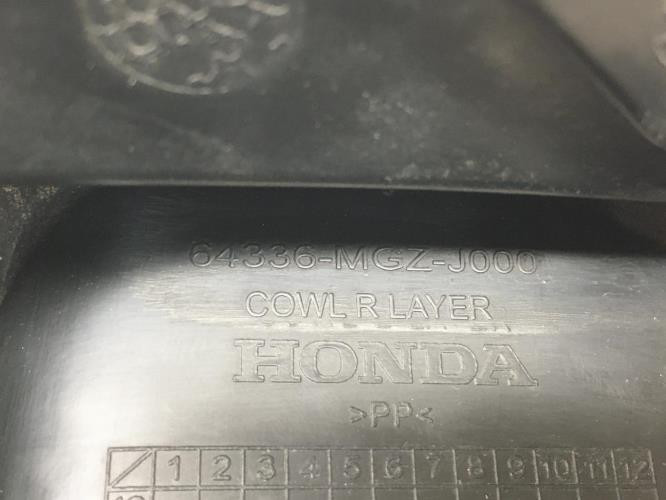 64336-MGZ-J000
COWL R LAYER
HONDA
>PP<
1 2 3 4 5 6 7 8 9 10 11 12